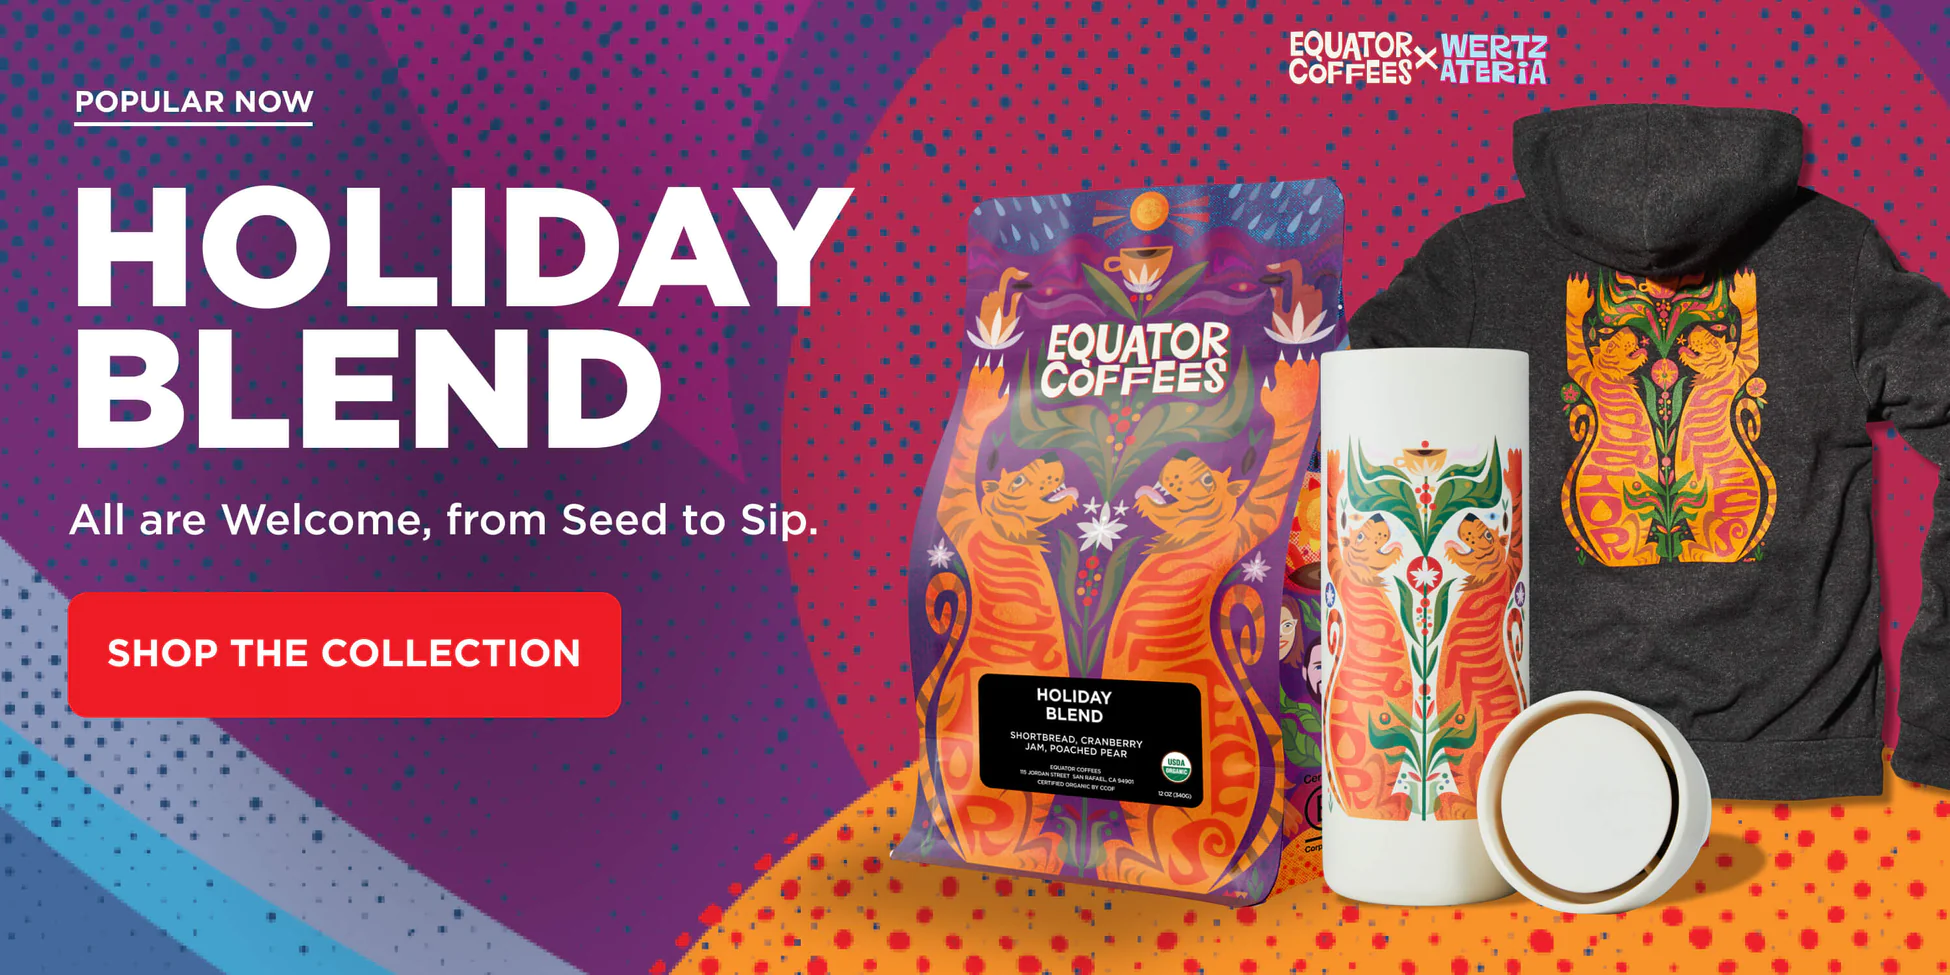 POPULAR NOW
HOLIDAY
BLEND
All are Welcome, from Seed to Sip.
SHOP THE COLLECTION
EQUATOR
COFFEES
×
WERTZ
ATERiA
EQUATOR
COFFEES
HOLIDAY
BLEND
SHORTBREAD, CRANBERRY
JAM, POACHED PEAR
EQUATOR COFFEES
115 JORDAN STREET SAN RAFAEL, CA 94901
CERTIFIED ORGANIC BY CCOF
USDA
ORGANIC
12 OZ (340G)